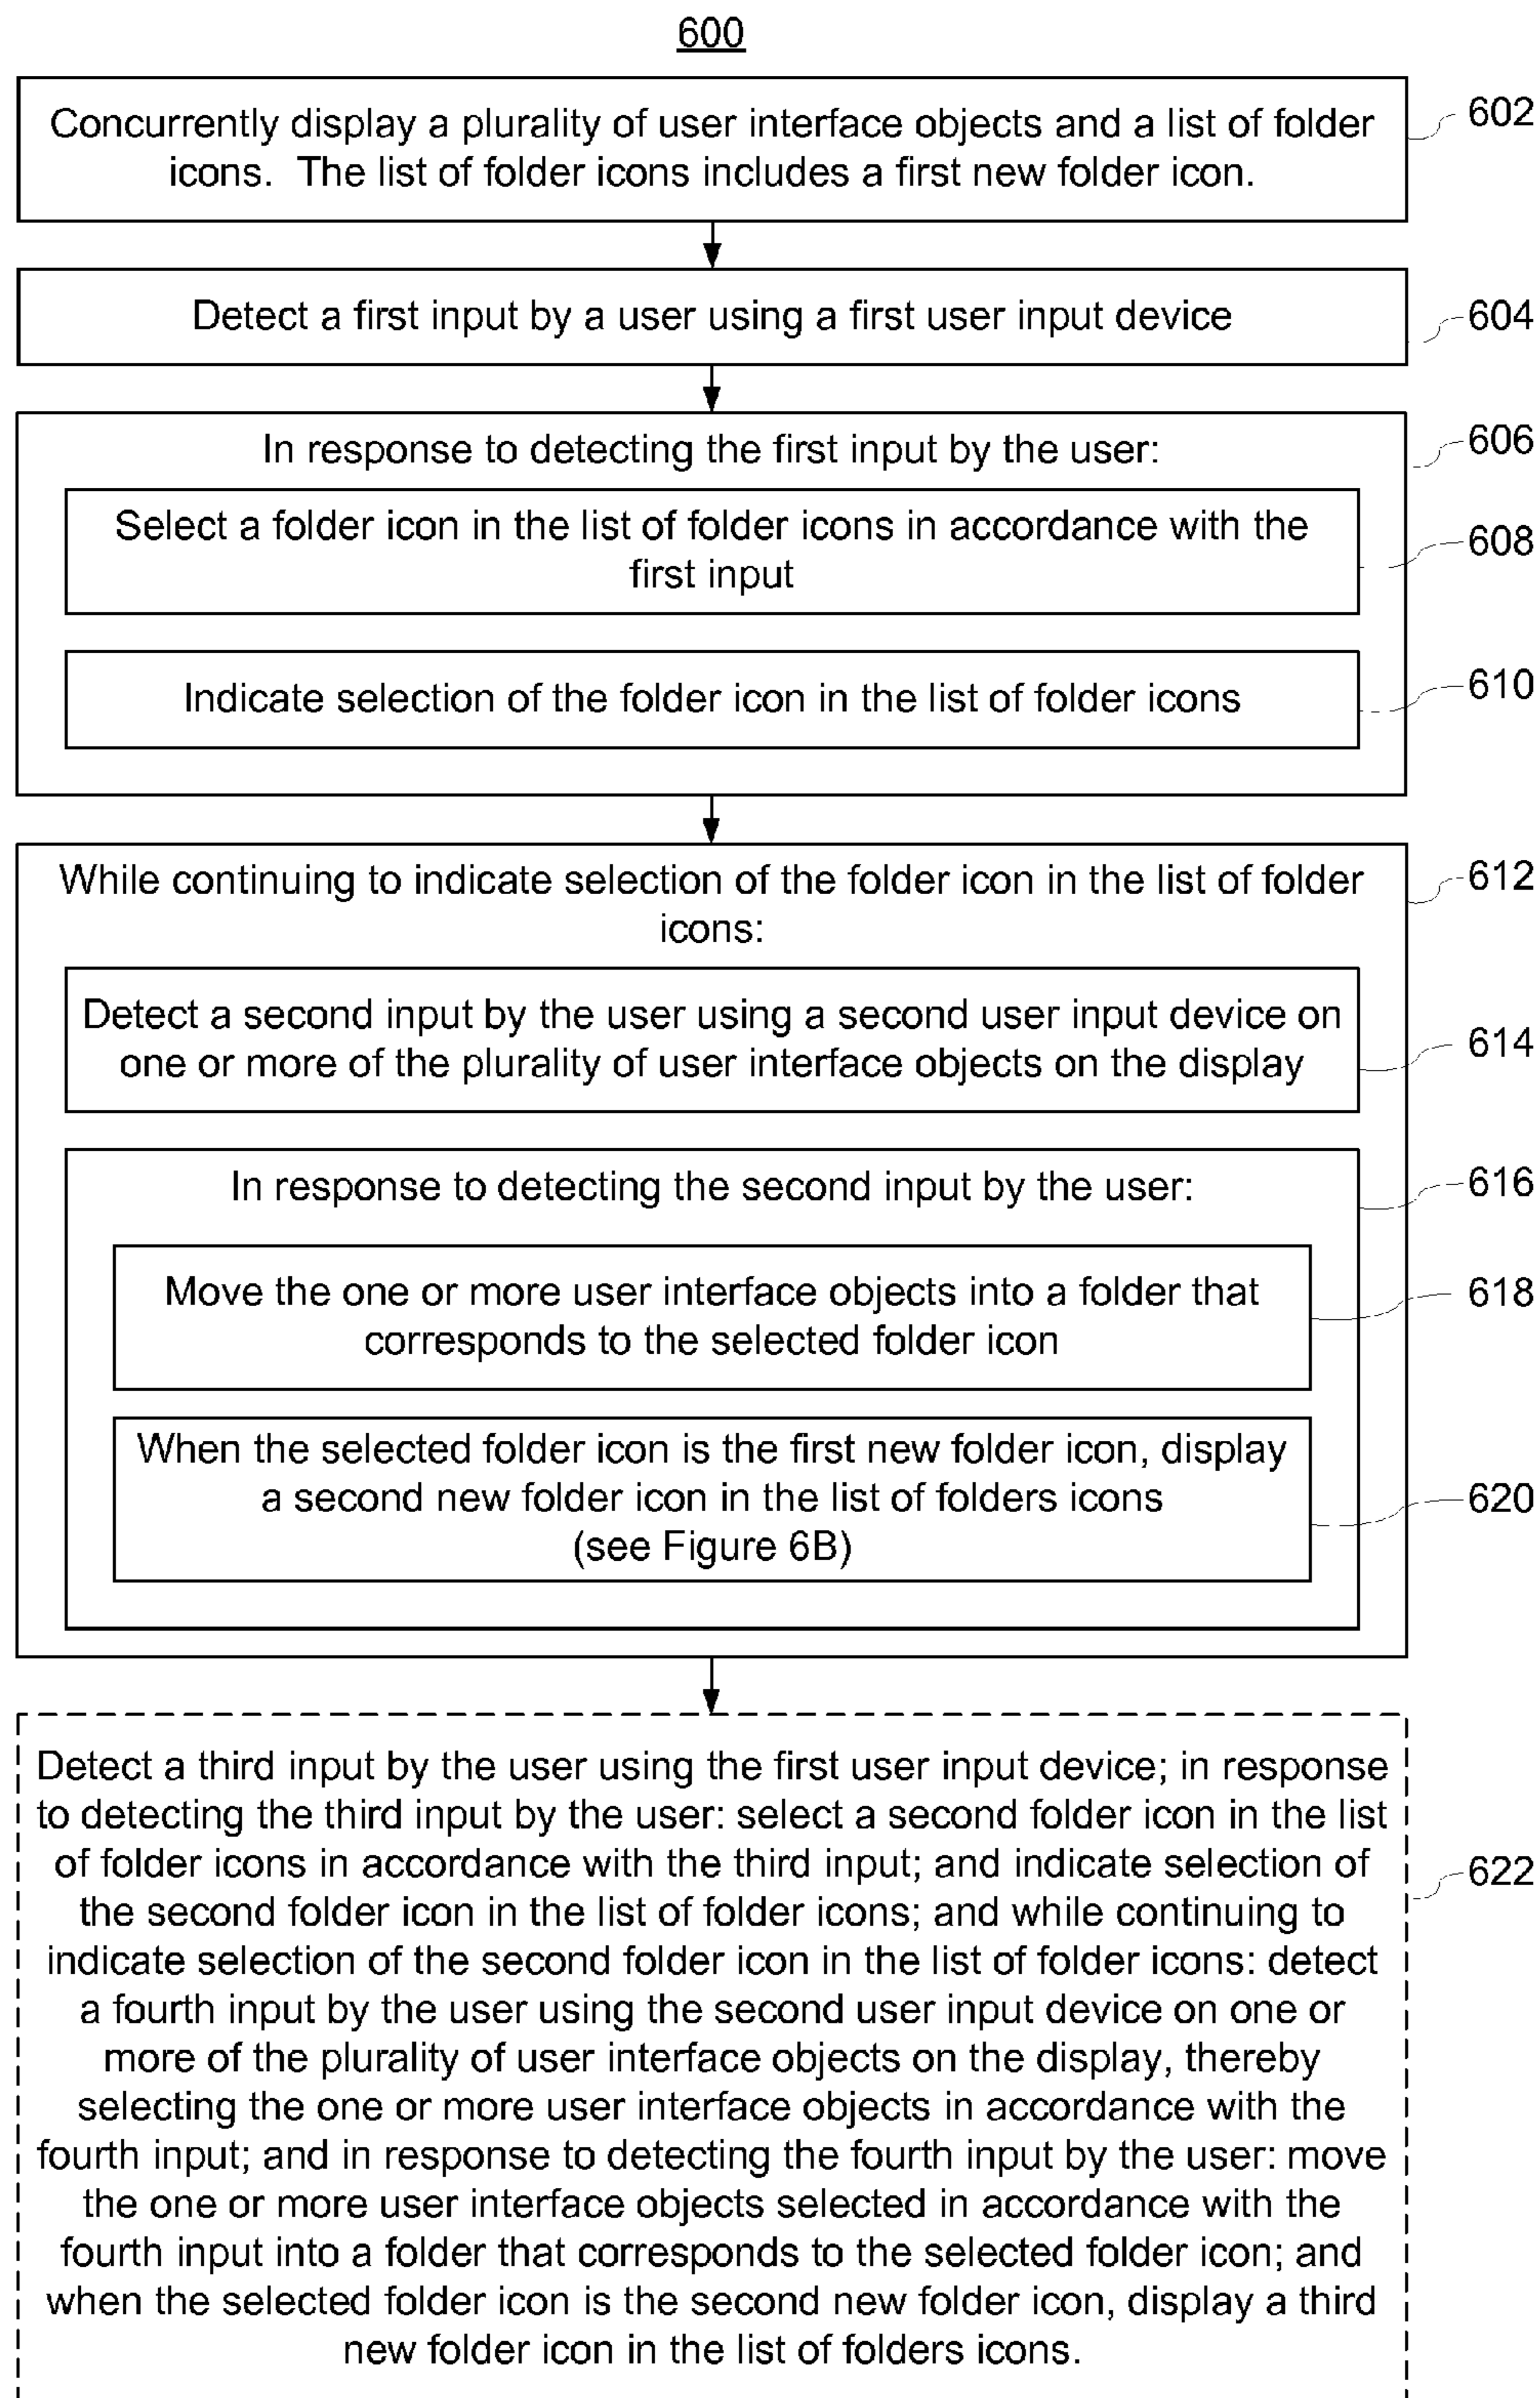 600
Concurrently display a plurality of user interface objects and a list of folder
icons.  The list of folder icons includes a first new folder icon.
602
Detect a first input by a user using a first user input device
604
In response to detecting the first input by the user:
606
Select a folder icon in the list of folder icons in accordance with the
first input
608
Indicate selection of the folder icon in the list of folder icons
610
While continuing to indicate selection of the folder icon in the list of folder
icons:
612
Detect a second input by the user using a second user input device on
one or more of the plurality of user interface objects on the display
614
In response to detecting the second input by the user:
616
Move the one or more user interface objects into a folder that
corresponds to the selected folder icon
618
When the selected folder icon is the first new folder icon, display
a second new folder icon in the list of folders icons
(see Figure 6B)
620
Detect a third input by the user using the first user input device; in response
to detecting the third input by the user: select a second folder icon in the list
of folder icons in accordance with the third input; and indicate selection of
the second folder icon in the list of folder icons; and while continuing to
indicate selection of the second folder icon in the list of folder icons: detect
a fourth input by the user using the second user input device on one or
more of the plurality of user interface objects on the display, thereby
selecting the one or more user interface objects in accordance with the
fourth input; and in response to detecting the fourth input by the user: move
the one or more user interface objects selected in accordance with the
fourth input into a folder that corresponds to the selected folder icon; and
when the selected folder icon is the second new folder icon, display a third
new folder icon in the list of folders icons.
622